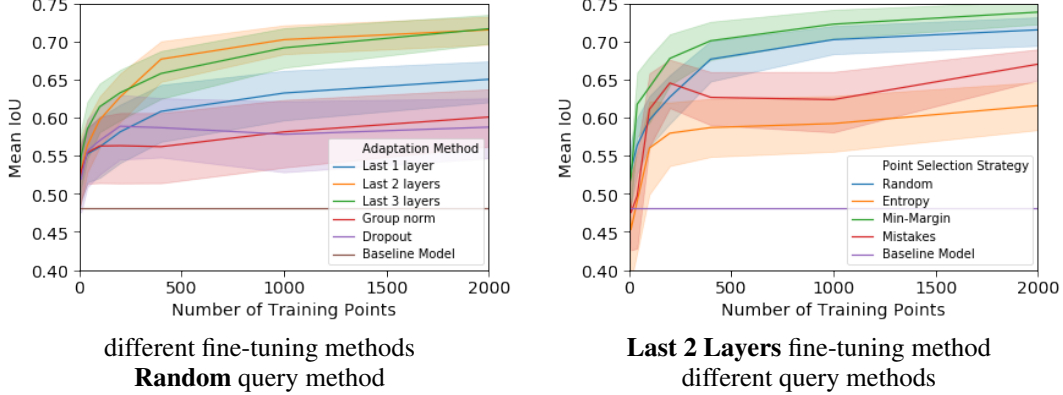 0.75
0.70
0.65
0.60
0.55
0.50
0.45
0.40
Mean IoU
0
500
1000
1500
2000
Number of Training Points
Adaptation Method
Last 1 layer
Last 2 layers
Last 3 layers
Group norm
Dropout
Baseline Model
different fine-tuning methods
Random query method
0.75
0.70
0.65
0.60
0.55
0.50
0.45
0.40
Mean IoU
0
500
1000
1500
2000
Number of Training Points
Point Selection Strategy
Random
Entropy
Min-Margin
Mistakes
Baseline Model
Last 2 Layers fine-tuning method
different query methods